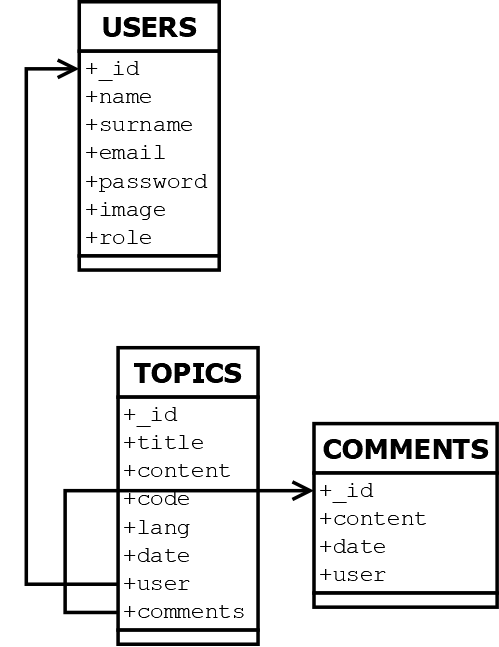 USERS
+_id
+name
+surname
+email
+password
+image
+role
TOPICS
+_id
+title
+content
+code
+lang
+date
+user
+comments
COMMENTS
+_id
+content
+date
+user